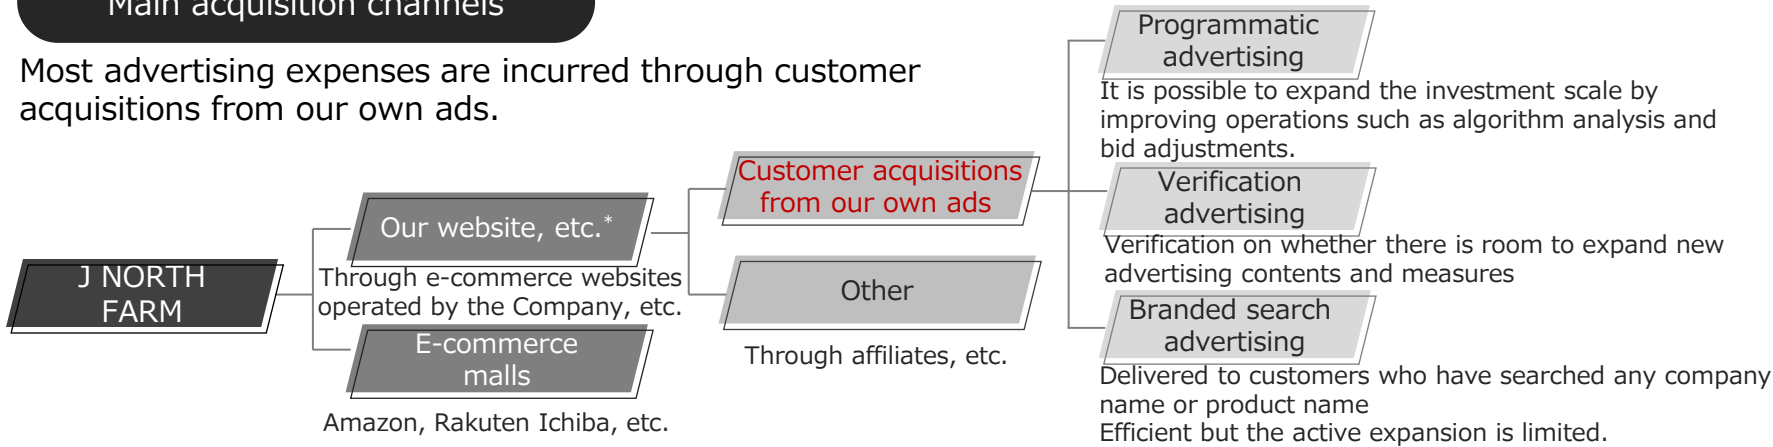 Main acquisition channels
Most advertising expenses are incurred through customer
acquisitions from our own ads.
J NORTH
FARM
Our website, etc.*
Through e-commerce websites
operated by the Company, etc.
E-commerce
malls
Amazon, Rakuten Ichiba, etc.
Customer acquisitions
from our own ads
Other
Through affiliates, etc.
Programmatic
advertising
It is possible to expand the investment scale by
improving operations such as algorithm analysis and
bid adjustments.
Verification
advertising
Verification on whether there is room to expand new
advertising contents and measures
Branded search
advertising
Delivered to customers who have searched any company
name or product name
Efficient but the active expansion is limited.